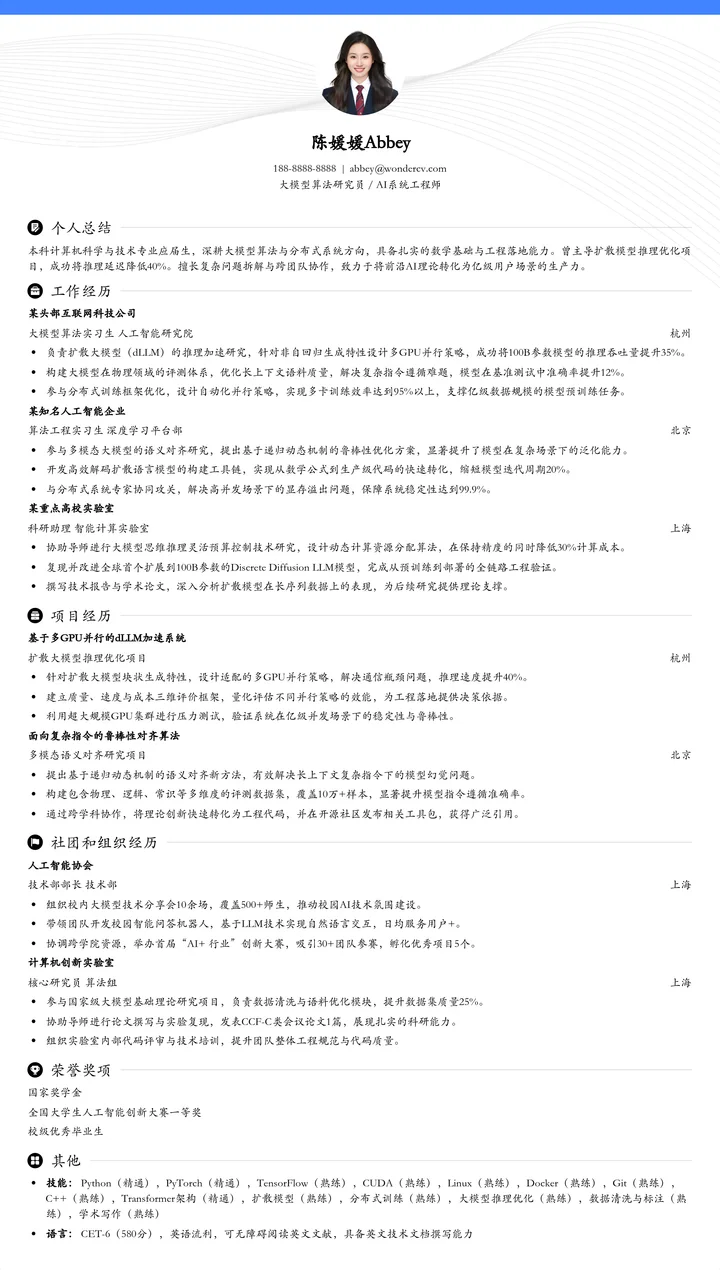 陈媛媛Abbey
188-8888-8888 | abbey@wondercv.com
大模型算法研究员 / AI系统工程师
个人总结
本科计算机科学与技术专业应届生，深耕大模型算法与分布式系统方向，具备扎实的数学基础与工程落地能力。曾主导扩散模型推理优化项
目，成功将推理延迟降低40%。擅长复杂问题拆解与跨团队协作，致力于将前沿AI理论转化为亿级用户场景的生产力。
工作经历
某头部互联网科技公司
大模型算法实习生 人工智能研究院 杭州
• 负责扩散大模型（dLLM）的推理加速研究，针对非自回归生成特性设计多GPU并行策略，成功将100B参数模型的推理吞吐量提升35%。
• 构建大模型在物理领域的评测体系，优化长上下文语料质量，解决复杂指令遵循难题，模型在基准测试中准确率提升12%。
• 参与分布式训练框架优化，设计自动化并行策略，实现多卡训练效率达到95%以上，支撑亿级数据规模的模型预训练任务。
某知名人工智能企业
算法工程实习生 深度学习平台部 北京
• 参与多模态大模型的语义对齐研究，提出基于递归动态机制的鲁棒性优化方案，显著提升了模型在复杂场景下的泛化能力。
• 开发高效解码扩散语言模型的构建工具链，实现从数学公式到生产级代码的快速转化，缩短模型迭代周期20%。
• 与分布式系统专家协同攻关，解决高并发场景下的显存溢出问题，保障系统稳定性达到99.9%。
某重点高校实验室
科研助理 智能计算实验室 上海
• 协助导师进行大模型思维推理灵活预算控制技术研究，设计动态计算资源分配算法，在保持精度的同时降低30%计算成本。
• 复现并改进全球首个扩展到100B参数的Discrete Diffusion LLM模型，完成从预训练到部署的全链路工程验证。
• 撰写技术报告与学术论文，深入分析扩散模型在长序列数据上的表现，为后续研究提供理论支撑。
项目经历
基于多GPU并行的dLLM加速系统
扩散大模型推理优化项目 杭州
• 针对扩散大模型块状生成特性，设计适配的多GPU并行策略，解决通信瓶颈问题，推理速度提升40%。
• 建立质量、速度与成本三维评价框架，量化评估不同并行策略的效能，为工程落地提供决策依据。
• 利用超大规模GPU集群进行压力测试，验证系统在亿级并发场景下的稳定性与鲁棒性。
面向复杂指令的鲁棒性对齐算法
多模态语义对齐研究项目 北京
• 提出基于递归动态机制的语义对齐新方法，有效解决长上下文复杂指令下的模型幻觉问题。
• 构建包含物理、逻辑、常识等多维度的评测数据集，覆盖10万+样本，显著提升模型指令遵循准确率。
• 通过跨学科协作，将理论创新快速转化为工程代码，并在开源社区发布相关工具包，获得广泛引用。
社团和组织经历
人工智能协会
技术部部长 技术部 上海
• 组织校内大模型技术分享会10余场，覆盖500+师生，推动校园AI技术氛围建设。
• 带领团队开发校园智能问答机器人，基于LLM技术实现自然语言交互，日均服务用户+。
• 协调跨学院资源，举办首届“AI+ 行业”创新大赛，吸引30+团队参赛，孵化优秀项目5个。
计算机创新实验室
核心研究员 算法组 上海
• 参与国家级大模型基础理论研究项目，负责数据清洗与语料优化模块，提升数据集质量25%。
• 协助导师进行论文撰写与实验复现，发表CCF-C类会议论文1篇，展现扎实的科研能力。
• 组织实验室内部代码评审与技术培训，提升团队整体工程规范与代码质量。
荣誉奖项
国家奖学金
全国大学生人工智能创新大赛一等奖
校级优秀毕业生
其他
• 技能： Python（精通），PyTorch（精通），TensorFlow（熟练），CUDA（熟练），Linux（熟练），Docker（熟练），Git（熟练），
C++（熟练），Transformer架构（精通），扩散模型（熟练），分布式训练（熟练），大模型推理优化（熟练），数据清洗与标注（熟
练），学术写作（熟练）
• 语言： CET-6（580分），英语流利，可无障碍阅读英文文献，具备英文技术文档撰写能力